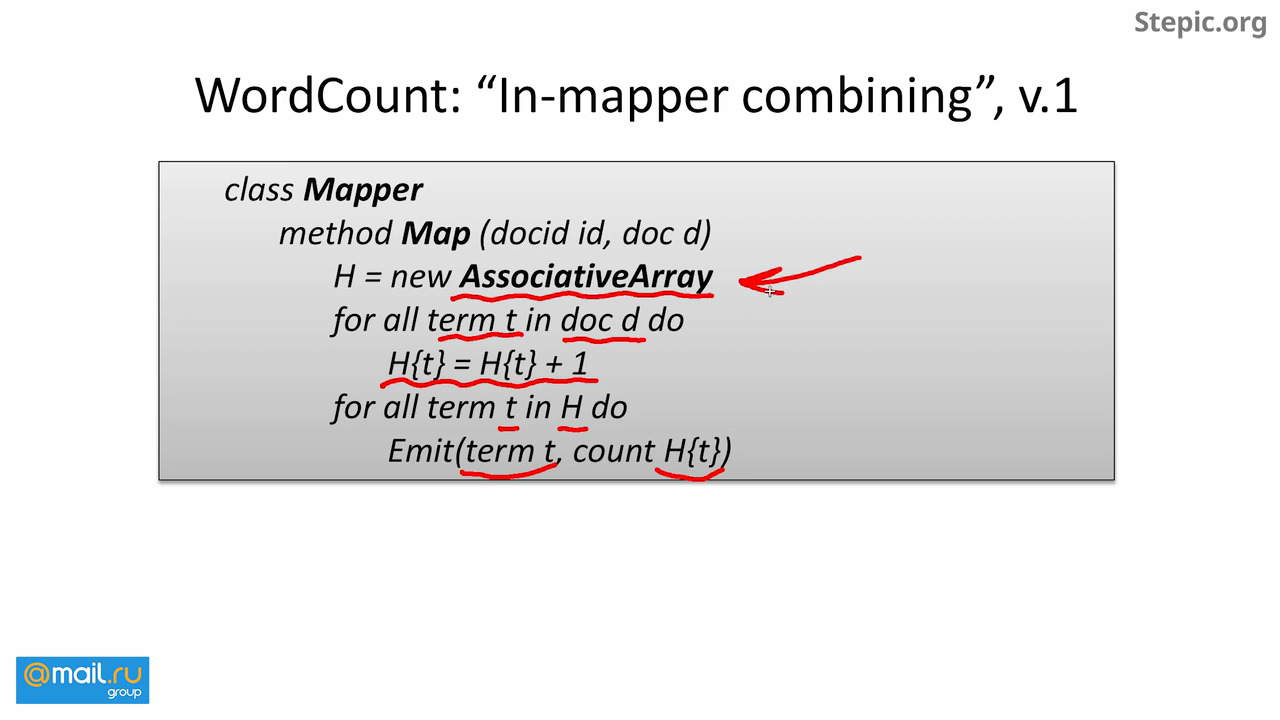 Stepic.org
WordCount: “In-mapper combining”, v.1
class Mapper
method Map (docid id, doc d)
H = new AssociativeArray
for all term t in doc d do
H{t} = H{t} + 1
for all term t in H do
Emit(term t, count H{t})
@mail.ru
group